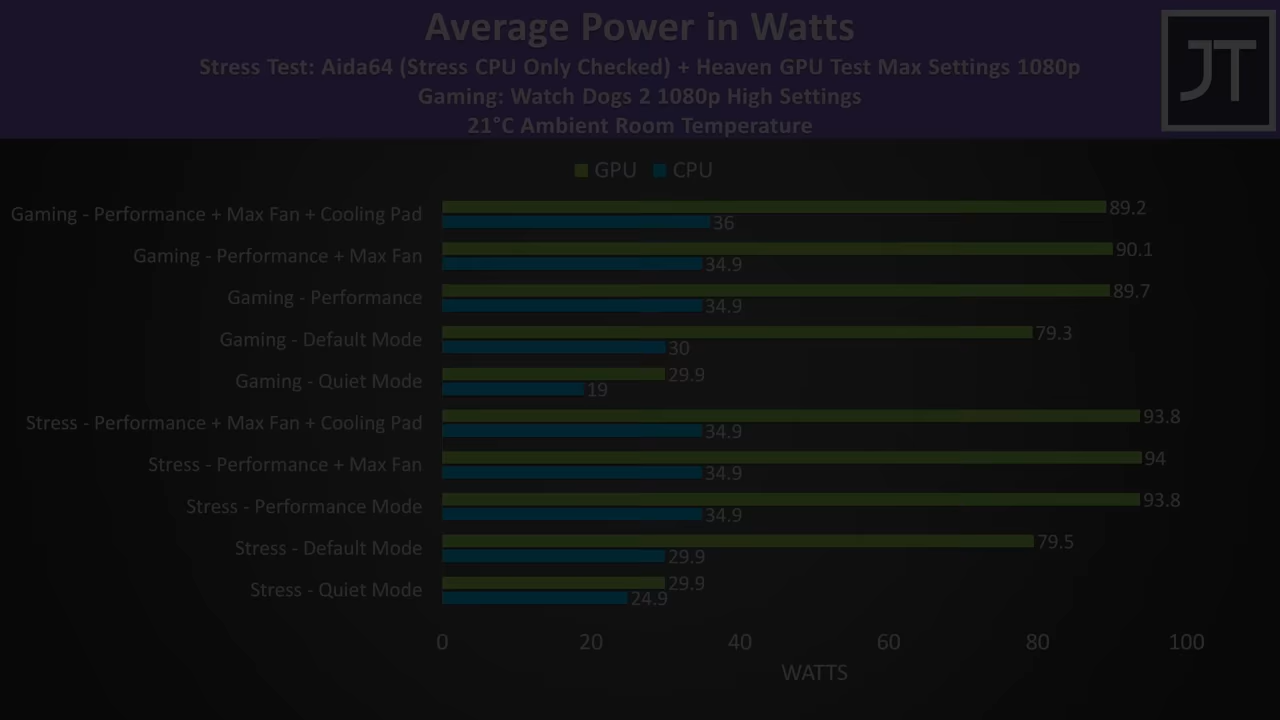 Average Power in Watts
Stress Test: Aida64 (Stress CPU Only Checked) + Heaven GPU Test Max Settings 1080p
Gaming: Watch Dogs 2 1080p High Settings
21°C Ambient Room Temperature
JT
GPU CPU
Gaming - Performance + Max Fan + Cooling Pad 89.2
36
Gaming - Performance + Max Fan 90.1
34.9
Gaming - Performance 89.7
34.9
Gaming - Default Mode 79.3
30
Gaming - Quiet Mode 29.9
19
Stress - Performance + Max Fan + Cooling Pad 93.8
34.9
Stress - Performance + Max Fan 94
34.9
Stress - Performance Mode 93.8
34.9
Stress - Default Mode 79.5
29.9
Stress - Quiet Mode 29.9
24.9
0 20 40 60 80 100
WATTS